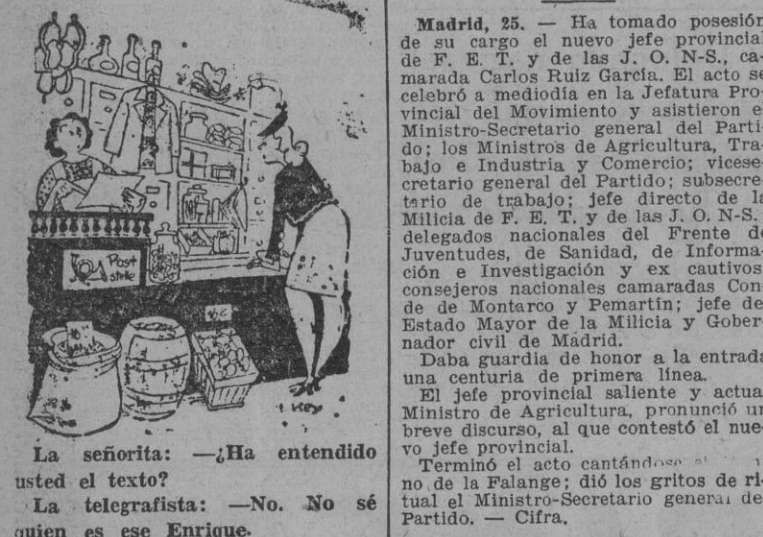 Post
stelle
La señorita: —¿Ha entendido
usted el texto?
La telegrafista: —No. No sé
quien es ese Enrique.
Madrid, 25. — Ha tomado posesión
de su cargo el nuevo jefe provincial
de F. E. T. y de las J. O. N-S., ca-
marada Carlos Ruiz García. El acto se
celebró a mediodía en la Jefatura Pro-
vincial del Movimiento y asistieron e
Ministro-Secretario general del Parti-
do; los Ministros de Agricultura, Tra-
bajo e Industria y Comercio; vicese-
cretario general del Partido; subsecre-
tario de trabajo; jefe directo de la
Milicia de F. E. T. y de las J. O. N-S.
delegados nacionales del Frente de
Juventudes, de Sanidad, de Informa-
ción e Investigación y ex cautivos
consejeros nacionales camaradas Con-
de de Montarco y Pemartín; jefe de
Estado Mayor de la Milicia y Gober-
nador civil de Madrid.
Daba guardia de honor a la entrada
una centuria de primera línea.
El jefe provincial saliente y actua
Ministro de Agricultura, pronunció un
breve discurso, al que contestó el nue-
vo jefe provincial.
Terminó el acto cantándose
no de la Falange; dió los gritos de ri-
tual el Ministro-Secretario general de
Partido. — Cifra.